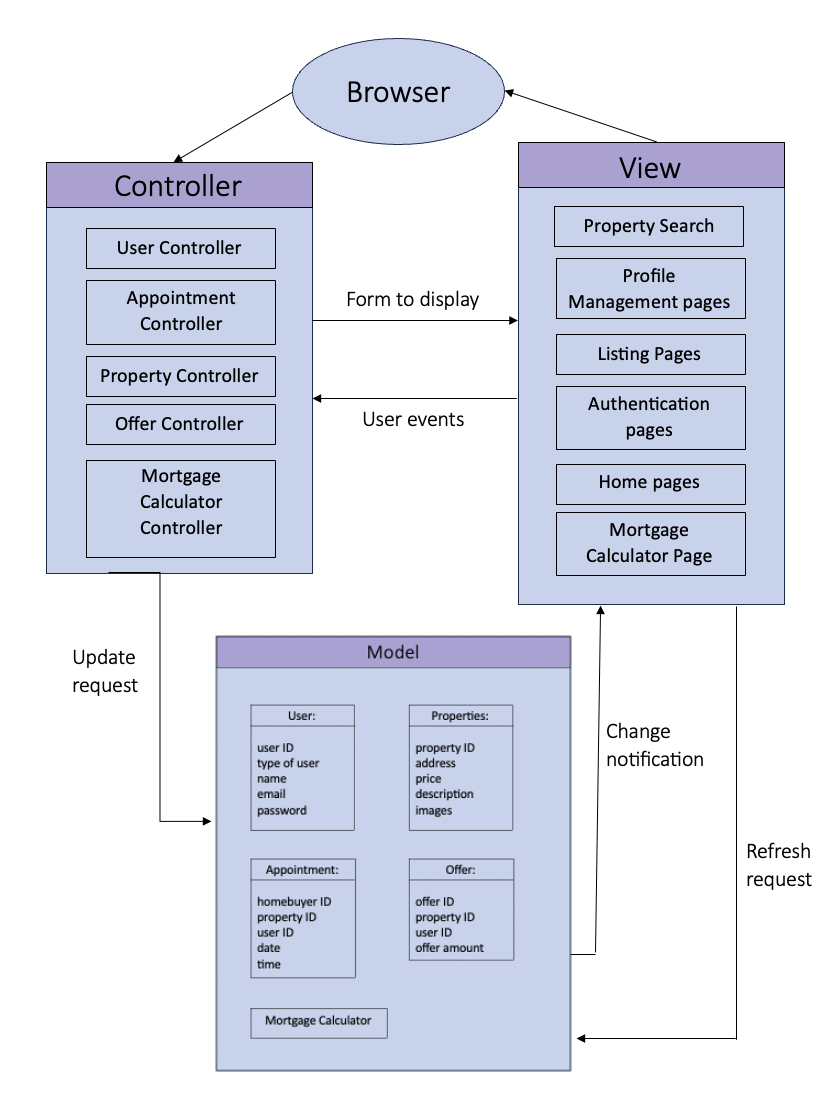 Browser
Controller
User Controller
Appointment
Controller
Property Controller
Offer Controller
Mortgage
Calculator
Controller
Form to display
User events
View
Property Search
Profile
Management pages
Listing Pages
Authentication
pages
Home pages
Mortgage
Calculator Page
Update
request
Model
User:
user ID
type of user
name
email
password
Properties:
property ID
address
price
description
images
Appointment:
homebuyer ID
property ID
user ID
date
time
Offer:
offer ID
property ID
user ID
offer amount
Mortgage Calculator
Change
notification
Refresh
request